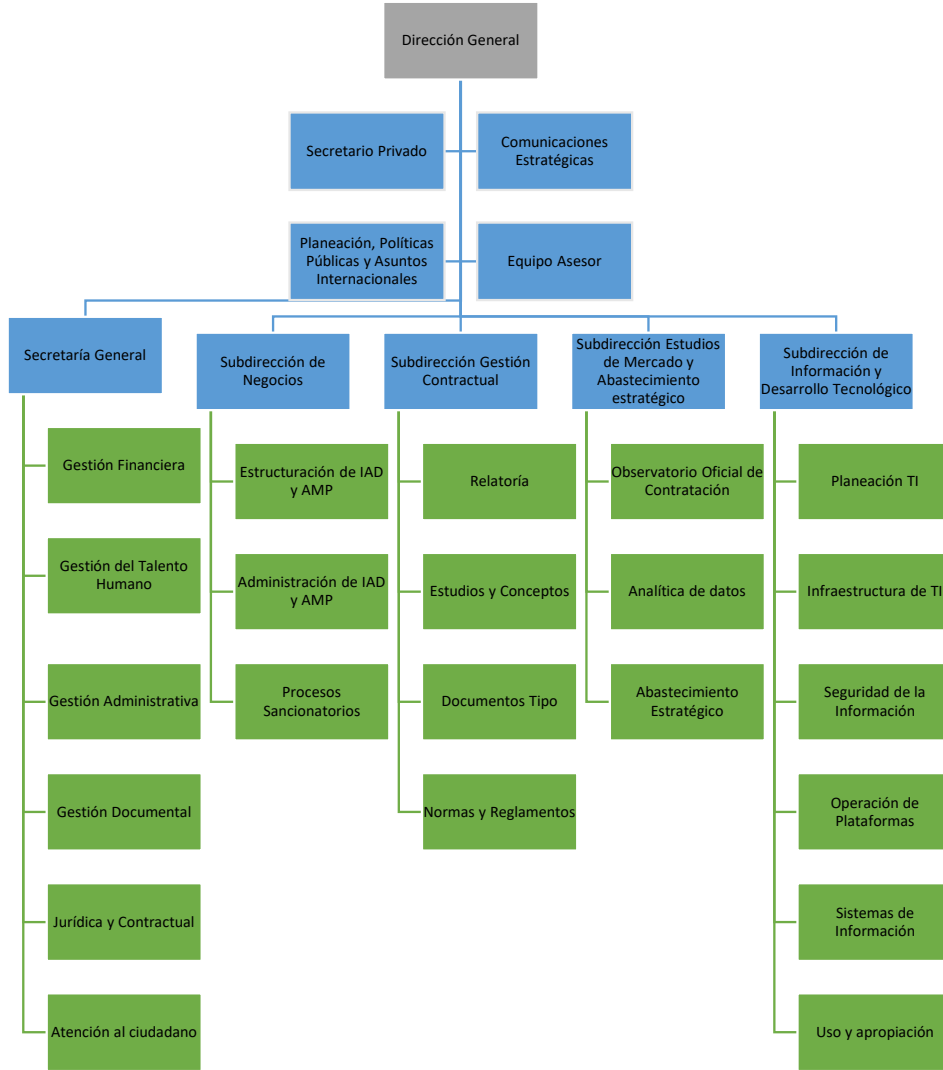 Dirección General
Secretario Privado
Comunicaciones
Estratégicas
Planeación, Políticas
Públicas y Asuntos
Internacionales
Equipo Asesor
Secretaría General
Subdirección de
Negocios
Subdirección Gestión
Contractual
Subdirección Estudios
de Mercado y
Abastecimiento
estratégico
Subdirección de
Información y
Desarrollo Tecnológico
Gestión Financiera
Gestión del Talento
Humano
Gestión Administrativa
Gestión Documental
Jurídica y Contractual
Atención al ciudadano
Estructuración de IAD
y AMP
Administración de IAD
y AMP
Procesos
Sancionatorios
Relatoría
Estudios y Conceptos
Documentos Tipo
Normas y Reglamentos
Observatorio Oficial de
Contratación
Analítica de datos
Abastecimiento
Estratégico
Planeación TI
Infraestructura de TI
Seguridad de la
Información
Operación de
Plataformas
Sistemas de
Información
Uso y apropiación